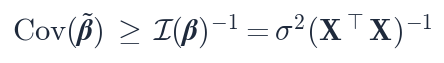 Cov(𝜷̃) ≥ ℐ(𝜷)⁻¹ = σ²(𝐗^⊤𝐗)⁻¹